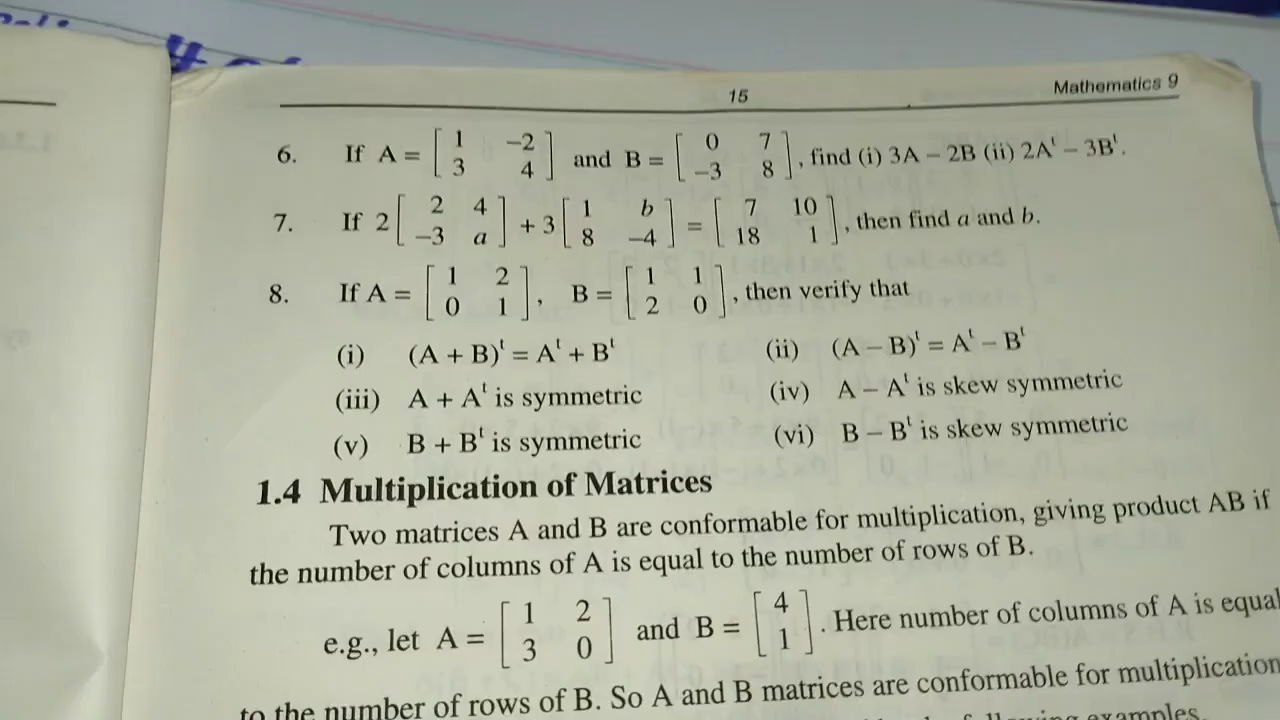 15 Mathematics 9
6. If A = [ 1 -2 ; 3 4 ] and B = [ 0 7 ; -3 8 ], find (i) 3A – 2B (ii) 2Aᵗ – 3Bᵗ.
7. If 2 [ 2 4 ; -3 a ] + 3 [ 1 b ; 8 -4 ] = [ 7 10 ; 18 1 ], then find a and b.
8. If A = [ 1 2 ; 0 1 ], B = [ 1 1 ; 2 0 ], then verify that
(i) (A + B)ᵗ = Aᵗ + Bᵗ (ii) (A – B)ᵗ = Aᵗ – Bᵗ
(iii) A + Aᵗ is symmetric (iv) A – Aᵗ is skew symmetric
(v) B + Bᵗ is symmetric (vi) B – Bᵗ is skew symmetric
1.4 Multiplication of Matrices
Two matrices A and B are conformable for multiplication, giving product AB if
the number of columns of A is equal to the number of rows of B.
e.g., let A = [ 1 2 ; 3 0 ] and B = [ 4 ; 1 ]. Here number of columns of A is equal
to the number of rows of B. So A and B matrices are conformable for multiplication
examples.